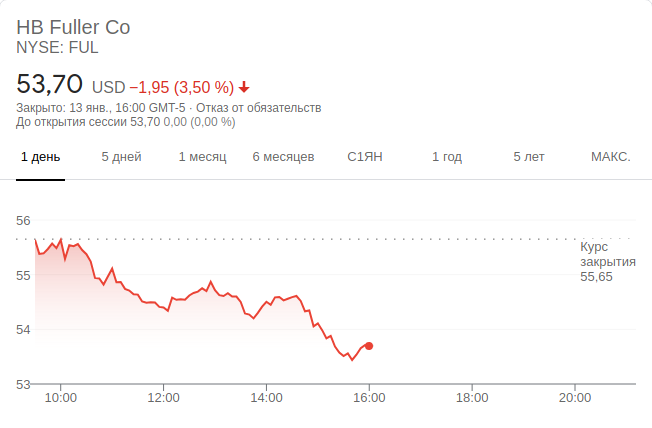 HB Fuller Co
NYSE: FUL
53,70 USD −1,95 (3,50 %)
Закрыто: 13 янв., 16:00 GMT-5 · Отказ от обязательств
До открытия сессии 53,70 0,00 (0,00 %)
1 день 5 дней 1 месяц 6 месяцев С1ЯН 1 год 5 лет МАКС.
56
Курс
закрытия
55,65
55
54
53
10:00 12:00 14:00 16:00 18:00 20:00